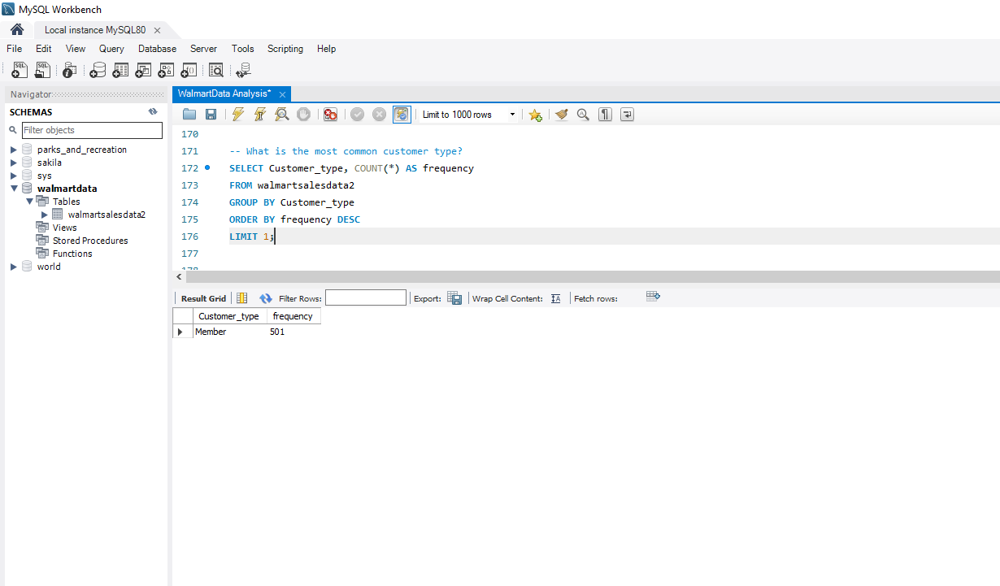 MySQL Workbench
Local instance MySQL80
File Edit View Query Database Server Tools Scripting Help
Navigator
SCHEMAS
Filter objects
parks_and_recreation
sakila
sys
walmartdata
Tables
walmartsalesdata2
Views
Stored Procedures
Functions
world
WalmartData Analysis*
Limit to 1000 rows
170
171 -- What is the most common customer type?
172 SELECT Customer_type, COUNT(*) AS frequency
173 FROM walmartsalesdata2
174 GROUP BY Customer_type
175 ORDER BY frequency DESC
176 LIMIT 1;
177
178
Result Grid Filter Rows: Export: Wrap Cell Content: Fetch rows:
Customer_type frequency
Member 501